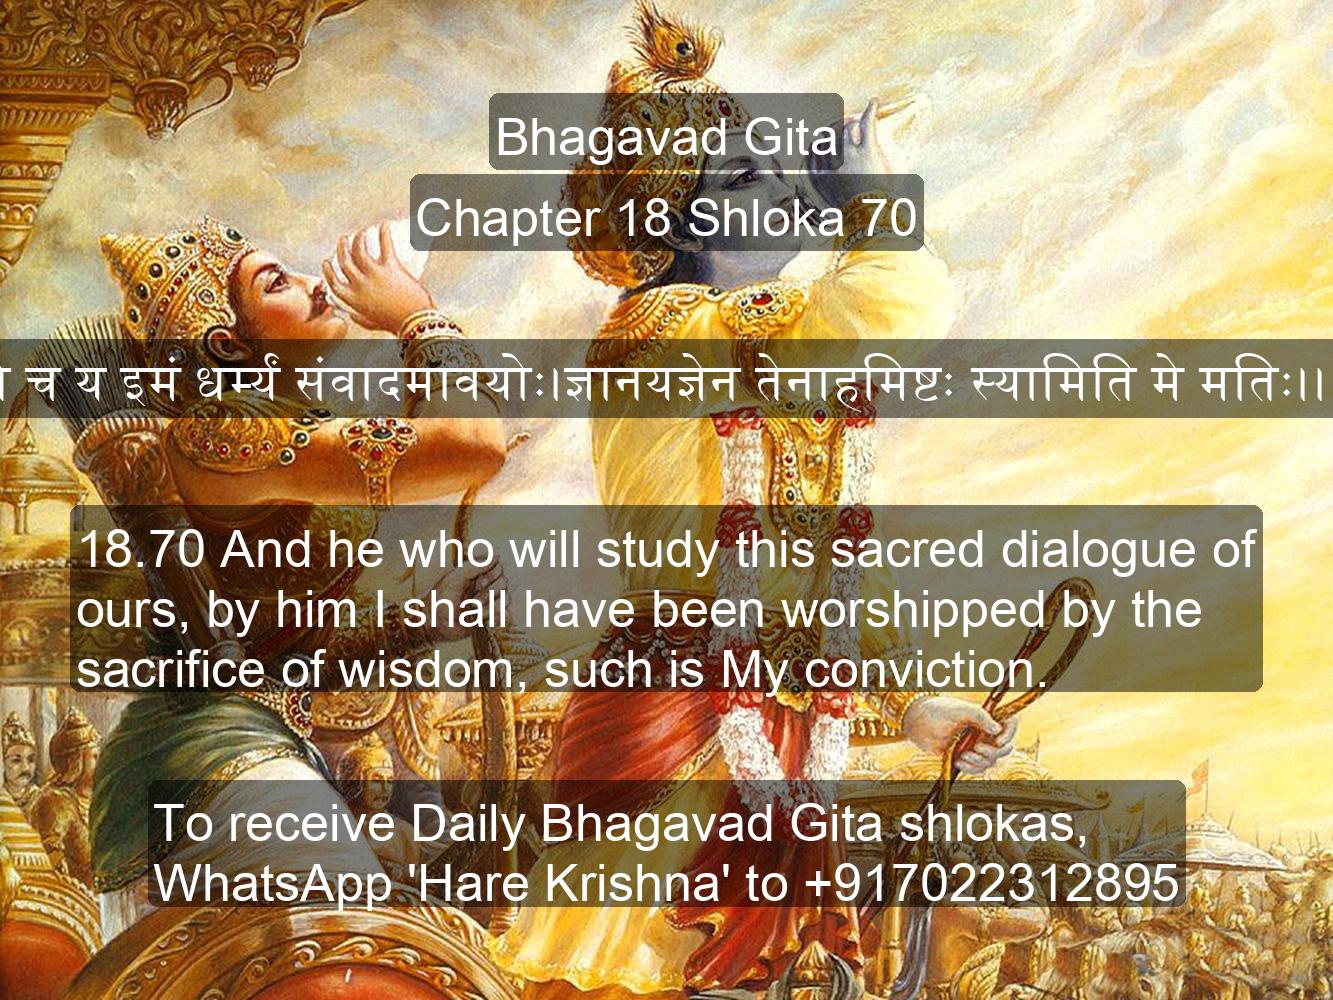 Bhagavad Gita
Chapter 18 Shloka 70
च य इमं धर्म्यं संवादमावयोः।ज्ञानयज्ञेन तेनाहमिष्टः स्यामिति मे मतिः।।
18.70 And he who will study this sacred dialogue of
ours, by him I shall have been worshipped by the
sacrifice of wisdom, such is My conviction.
To receive Daily Bhagavad Gita shlokas,
WhatsApp 'Hare Krishna' to +917022312895